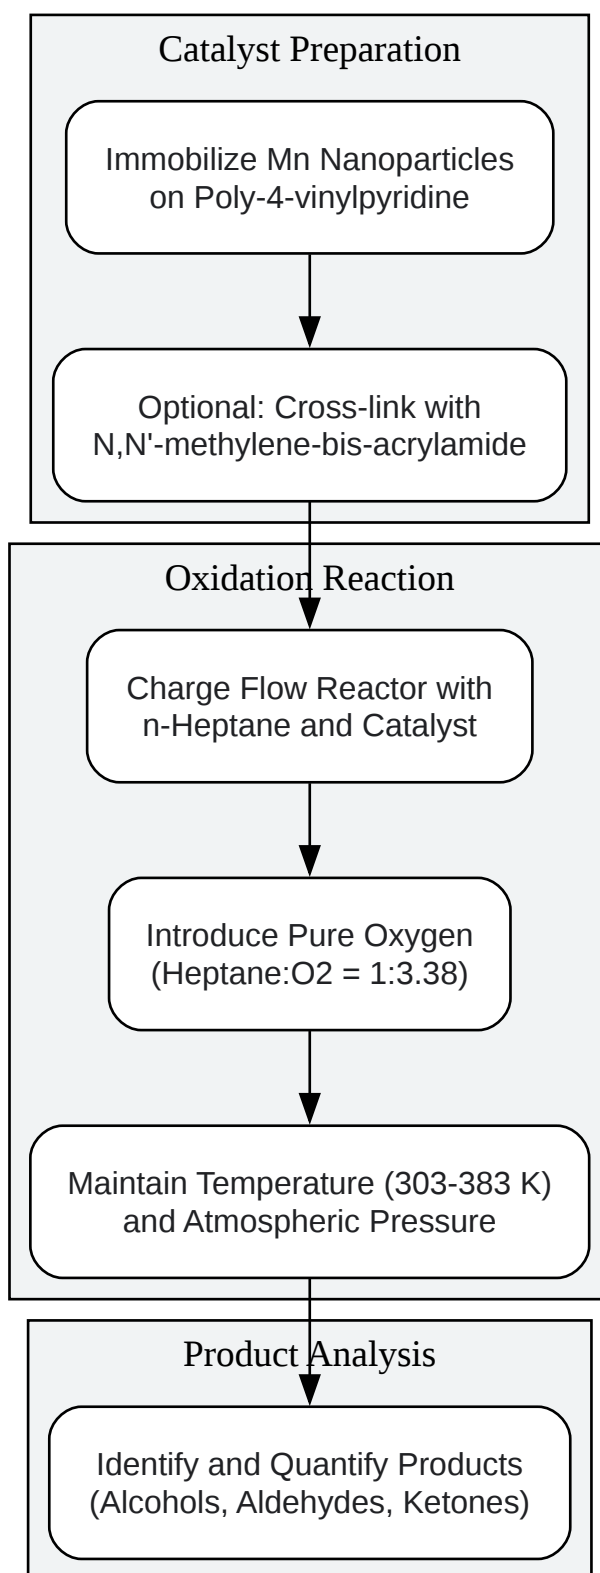 Catalyst Preparation
Immobilize Mn Nanoparticles
on Poly-4-vinylpyridine
Optional: Cross-link with
N,N'-methylene-bis-acrylamide
Oxidation Reaction
Charge Flow Reactor with
n-Heptane and Catalyst
Introduce Pure Oxygen
(Heptane:O2 = 1:3.38)
Maintain Temperature (303-383 K)
and Atmospheric Pressure
Product Analysis
Identify and Quantify Products
(Alcohols, Aldehydes, Ketones)